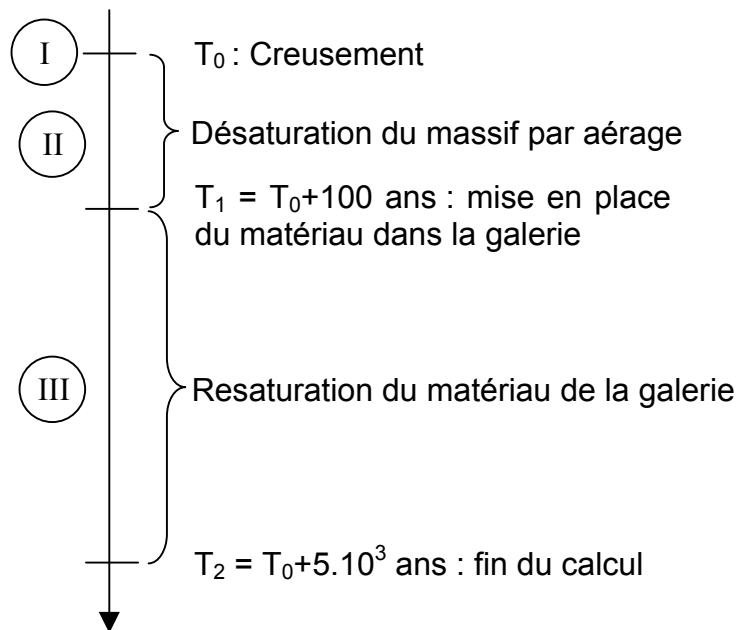 I
T₀ : Creusement
II
Désaturation du massif par aérage
T₁ = T₀+100 ans : mise en place
du matériau dans la galerie
III
Resaturation du matériau de la galerie
T₂ = T₀+5.10³ ans : fin du calcul